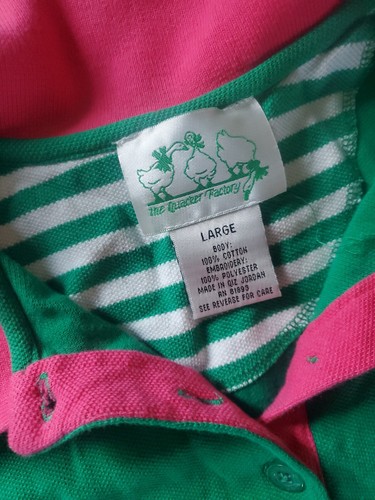 The Quacker Factory
LARGE
BODY:
100% COTTON
EMBROIDERY:
100% POLYESTER
MADE IN QIZ JORDAN
RN 81993
SEE REVERSE FOR CARE